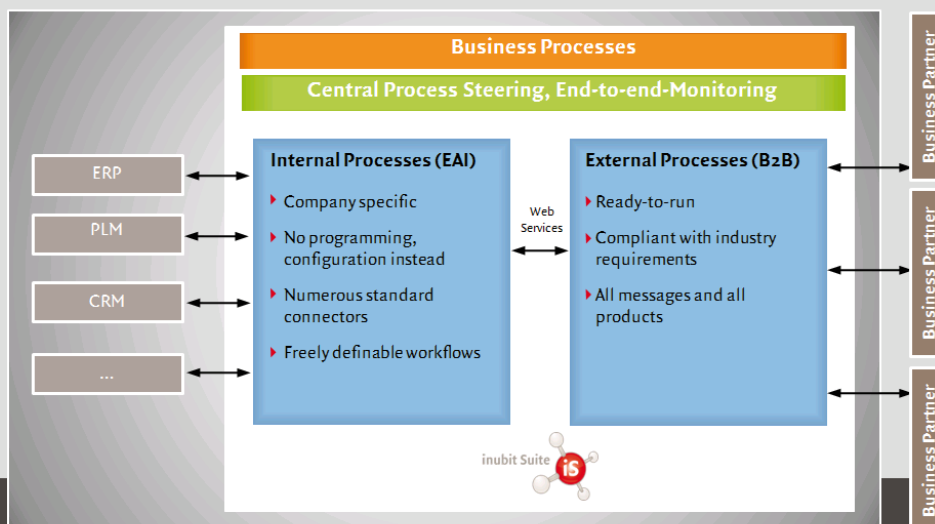 Business Processes
Central Process Steering, End-to-end-Monitoring
ERP
PLM
CRM
...
Internal Processes (EAI)
Company specific
No programming,
configuration instead
Numerous standard
connectors
Freely definable workflows
Web
Services
External Processes (B2B)
Ready-to-run
Compliant with industry
requirements
All messages and all
products
Business Partner
Business Partner
Business Partner
inubit Suite
iS